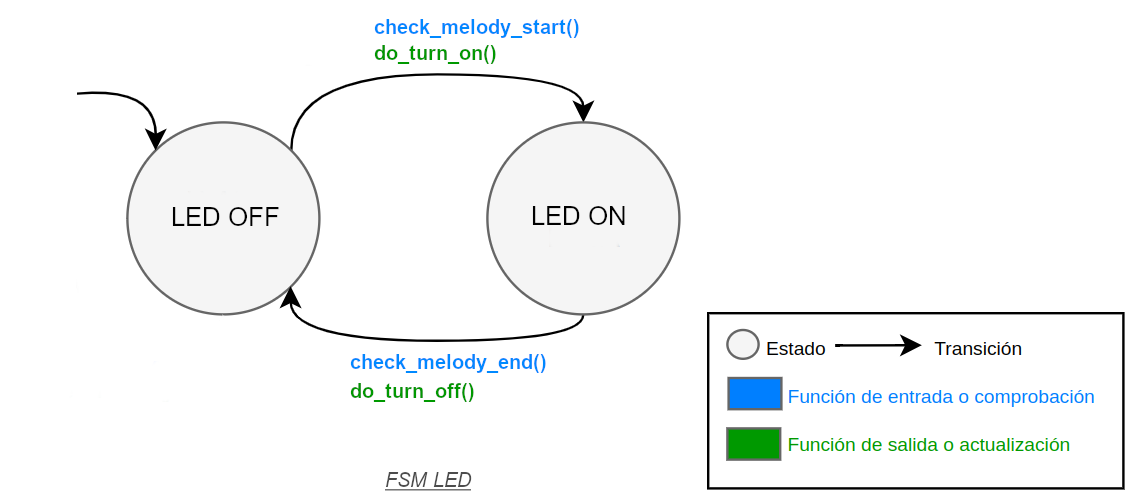 check_melody_start()
do_turn_on()
LED OFF
LED ON
check_melody_end()
do_turn_off()
FSM LED
Estado
Transición
Función de entrada o comprobación
Función de salida o actualización